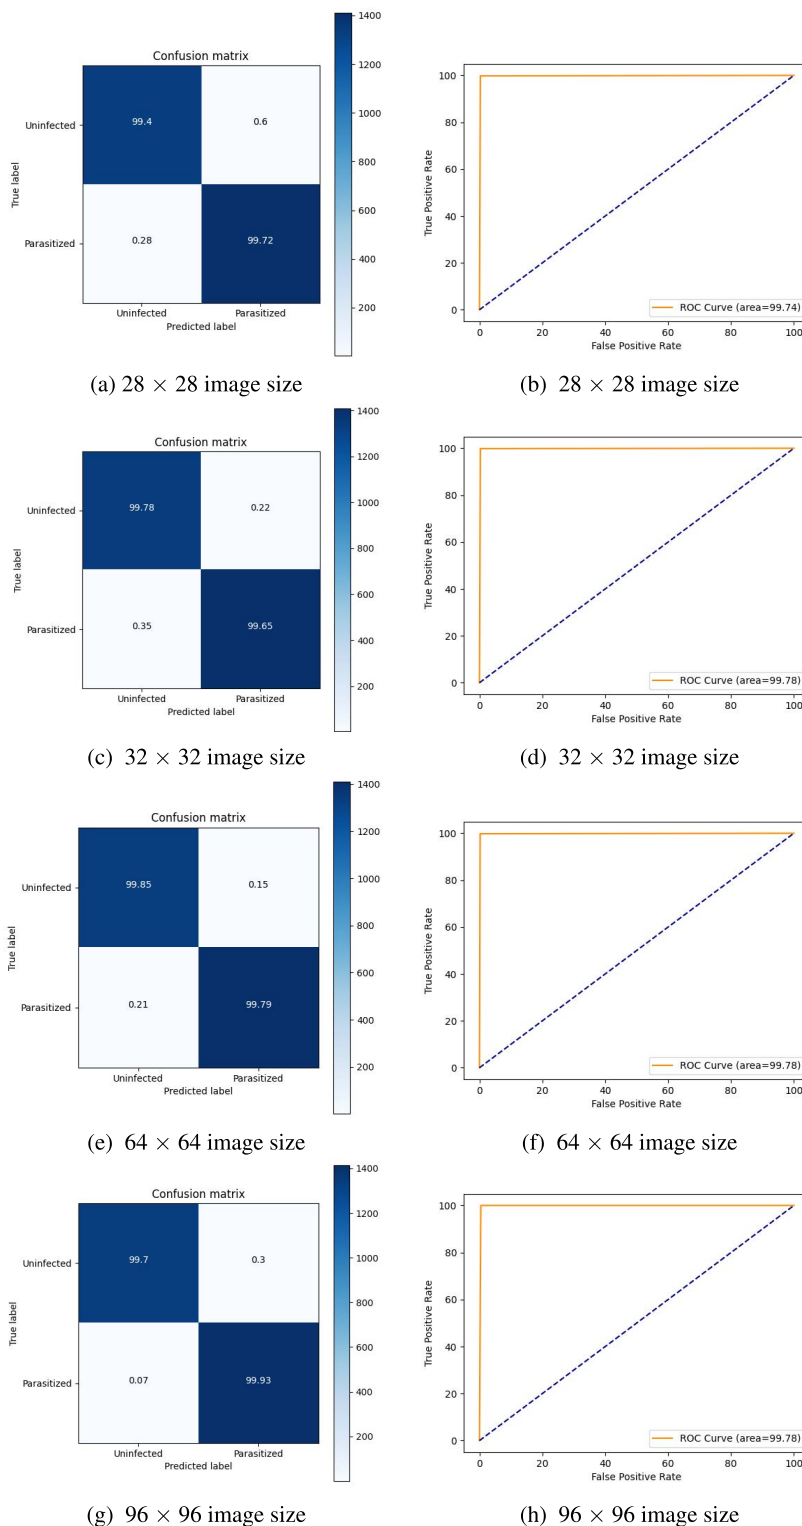 Confusion matrix
Uninfected
Parasitized
True label
99.4 0.6
0.28 99.72
Uninfected Parasitized
Predicted label
1400
1200
1000
800
600
400
200
(a) 28 × 28 image size
True Positive Rate
100
80
60
40
20
0
0 20 40 60 80 100
False Positive Rate
ROC Curve (area=99.74)
(b) 28 × 28 image size
Confusion matrix
Uninfected
Parasitized
True label
99.78 0.22
0.35 99.65
Uninfected Parasitized
Predicted label
1400
1200
1000
800
600
400
200
(c) 32 × 32 image size
True Positive Rate
100
80
60
40
20
0
0 20 40 60 80 100
False Positive Rate
ROC Curve (area=99.78)
(d) 32 × 32 image size
Confusion matrix
Uninfected
Parasitized
True label
99.85 0.15
0.21 99.79
Uninfected Parasitized
Predicted label
1400
1200
1000
800
600
400
200
(e) 64 × 64 image size
True Positive Rate
100
80
60
40
20
0
0 20 40 60 80 100
False Positive Rate
ROC Curve (area=99.78)
(f) 64 × 64 image size
Confusion matrix
Uninfected
Parasitized
True label
99.7 0.3
0.07 99.93
Uninfected Parasitized
Predicted label
1400
1200
1000
800
600
400
200
(g) 96 × 96 image size
True Positive Rate
100
80
60
40
20
0
0 20 40 60 80 100
False Positive Rate
ROC Curve (area=99.78)
(h) 96 × 96 image size